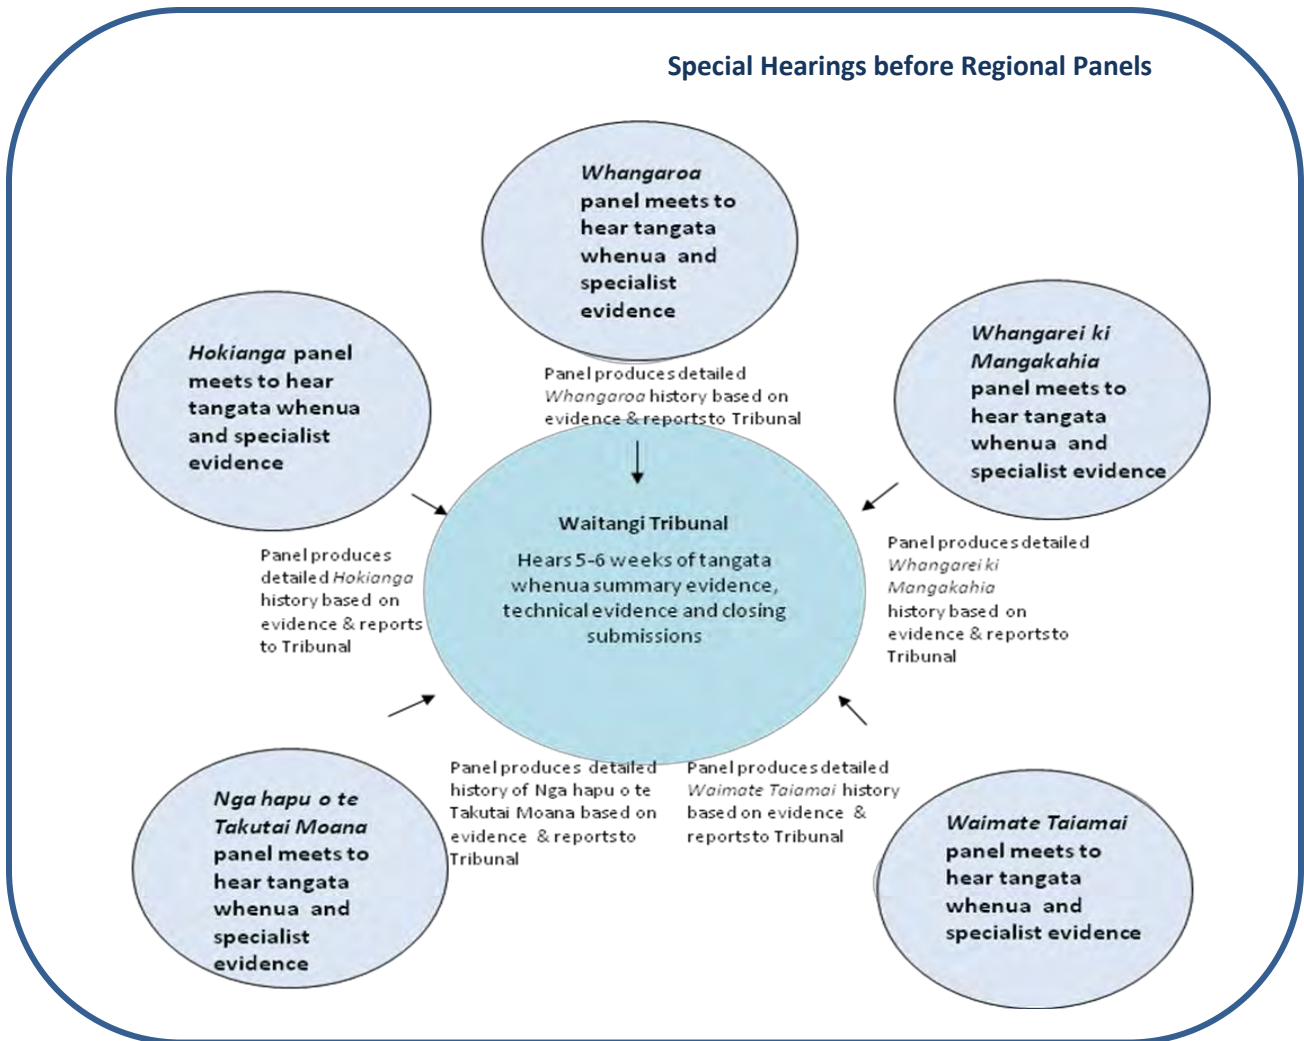 Special Hearings before Regional Panels
Whangaroa
panel meets to
hear tangata
whenua and
specialist
evidence
Panel produces detailed
Whangaroa history based on
evidence & reports to Tribunal
Hokianga panel
meets to hear
tangata whenua
and specialist
evidence
Whangarei ki
Mangakahia
panel meets to
hear tangata
whenua and
specialist evidence
Waitangi Tribunal
Hears 5-6 weeks of tangata
whenua summary evidence,
technical evidence and closing
submissions
Panel produces
detailed Hokianga
history based on
evidence & reports
to Tribunal
Panel produces detailed
Whangarei ki
Mangakahia
history based on
evidence & reports to
Tribunal
Nga hapu o te
Takutai Moana
panel meets to
hear tangata
whenua and
specialist
evidence
Panel produces detailed
history of Nga hapu o te
Takutai Moana based on
evidence & reports to
Tribunal
Panel produces detailed
Waimate Taiamai history
based on evidence &
reports to Tribunal
Waimate Taiamai
panel meets to
hear tangata
whenua and
specialist evidence